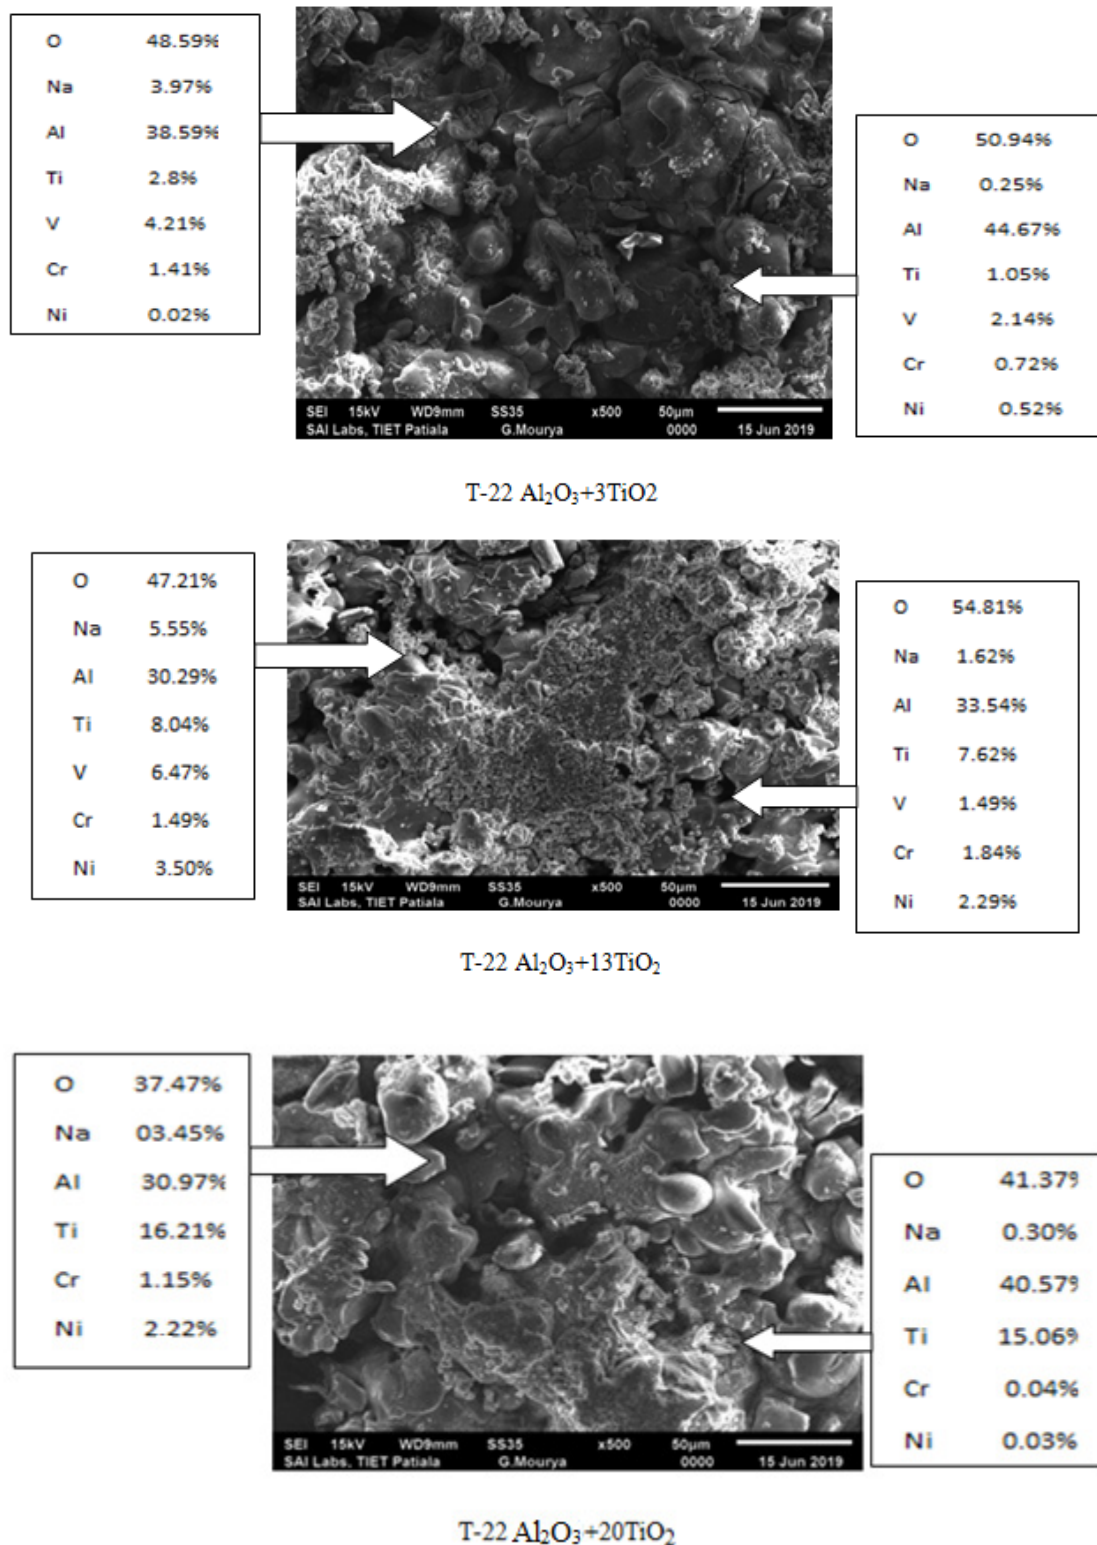 O 48.59%
Na 3.97%
Al 38.59%
Ti 2.8%
V 4.21%
Cr 1.41%
Ni 0.02%
O 50.94%
Na 0.25%
Al 44.67%
Ti 1.05%
V 2.14%
Cr 0.72%
Ni 0.52%
SEI 15kV WD9mm SS35 x500 50µm
SAI Labs, TIET Patiala G.Mourya 0000 15 Jun 2019
T-22 Al₂O₃+3TiO2
O 47.21%
Na 5.55%
Al 30.29%
Ti 8.04%
V 6.47%
Cr 1.49%
Ni 3.50%
O 54.81%
Na 1.62%
Al 33.54%
Ti 7.62%
V 1.49%
Cr 1.84%
Ni 2.29%
SEI 15kV WD9mm SS35 x500 50µm
SAI Labs, TIET Patiala G.Mourya 0000 15 Jun 2019
T-22 Al₂O₃+13TiO₂
O 37.47%
Na 03.45%
Al 30.97%
Ti 16.21%
Cr 1.15%
Ni 2.22%
O 41.37%
Na 0.30%
Al 40.57%
Ti 15.06%
Cr 0.04%
Ni 0.03%
SEI 15kV WD9mm SS35 x500 50µm
SAI Labs, TIET Patiala G.Mourya 0000 15 Jun 2019
T-22 Al₂O₃+20TiO₂